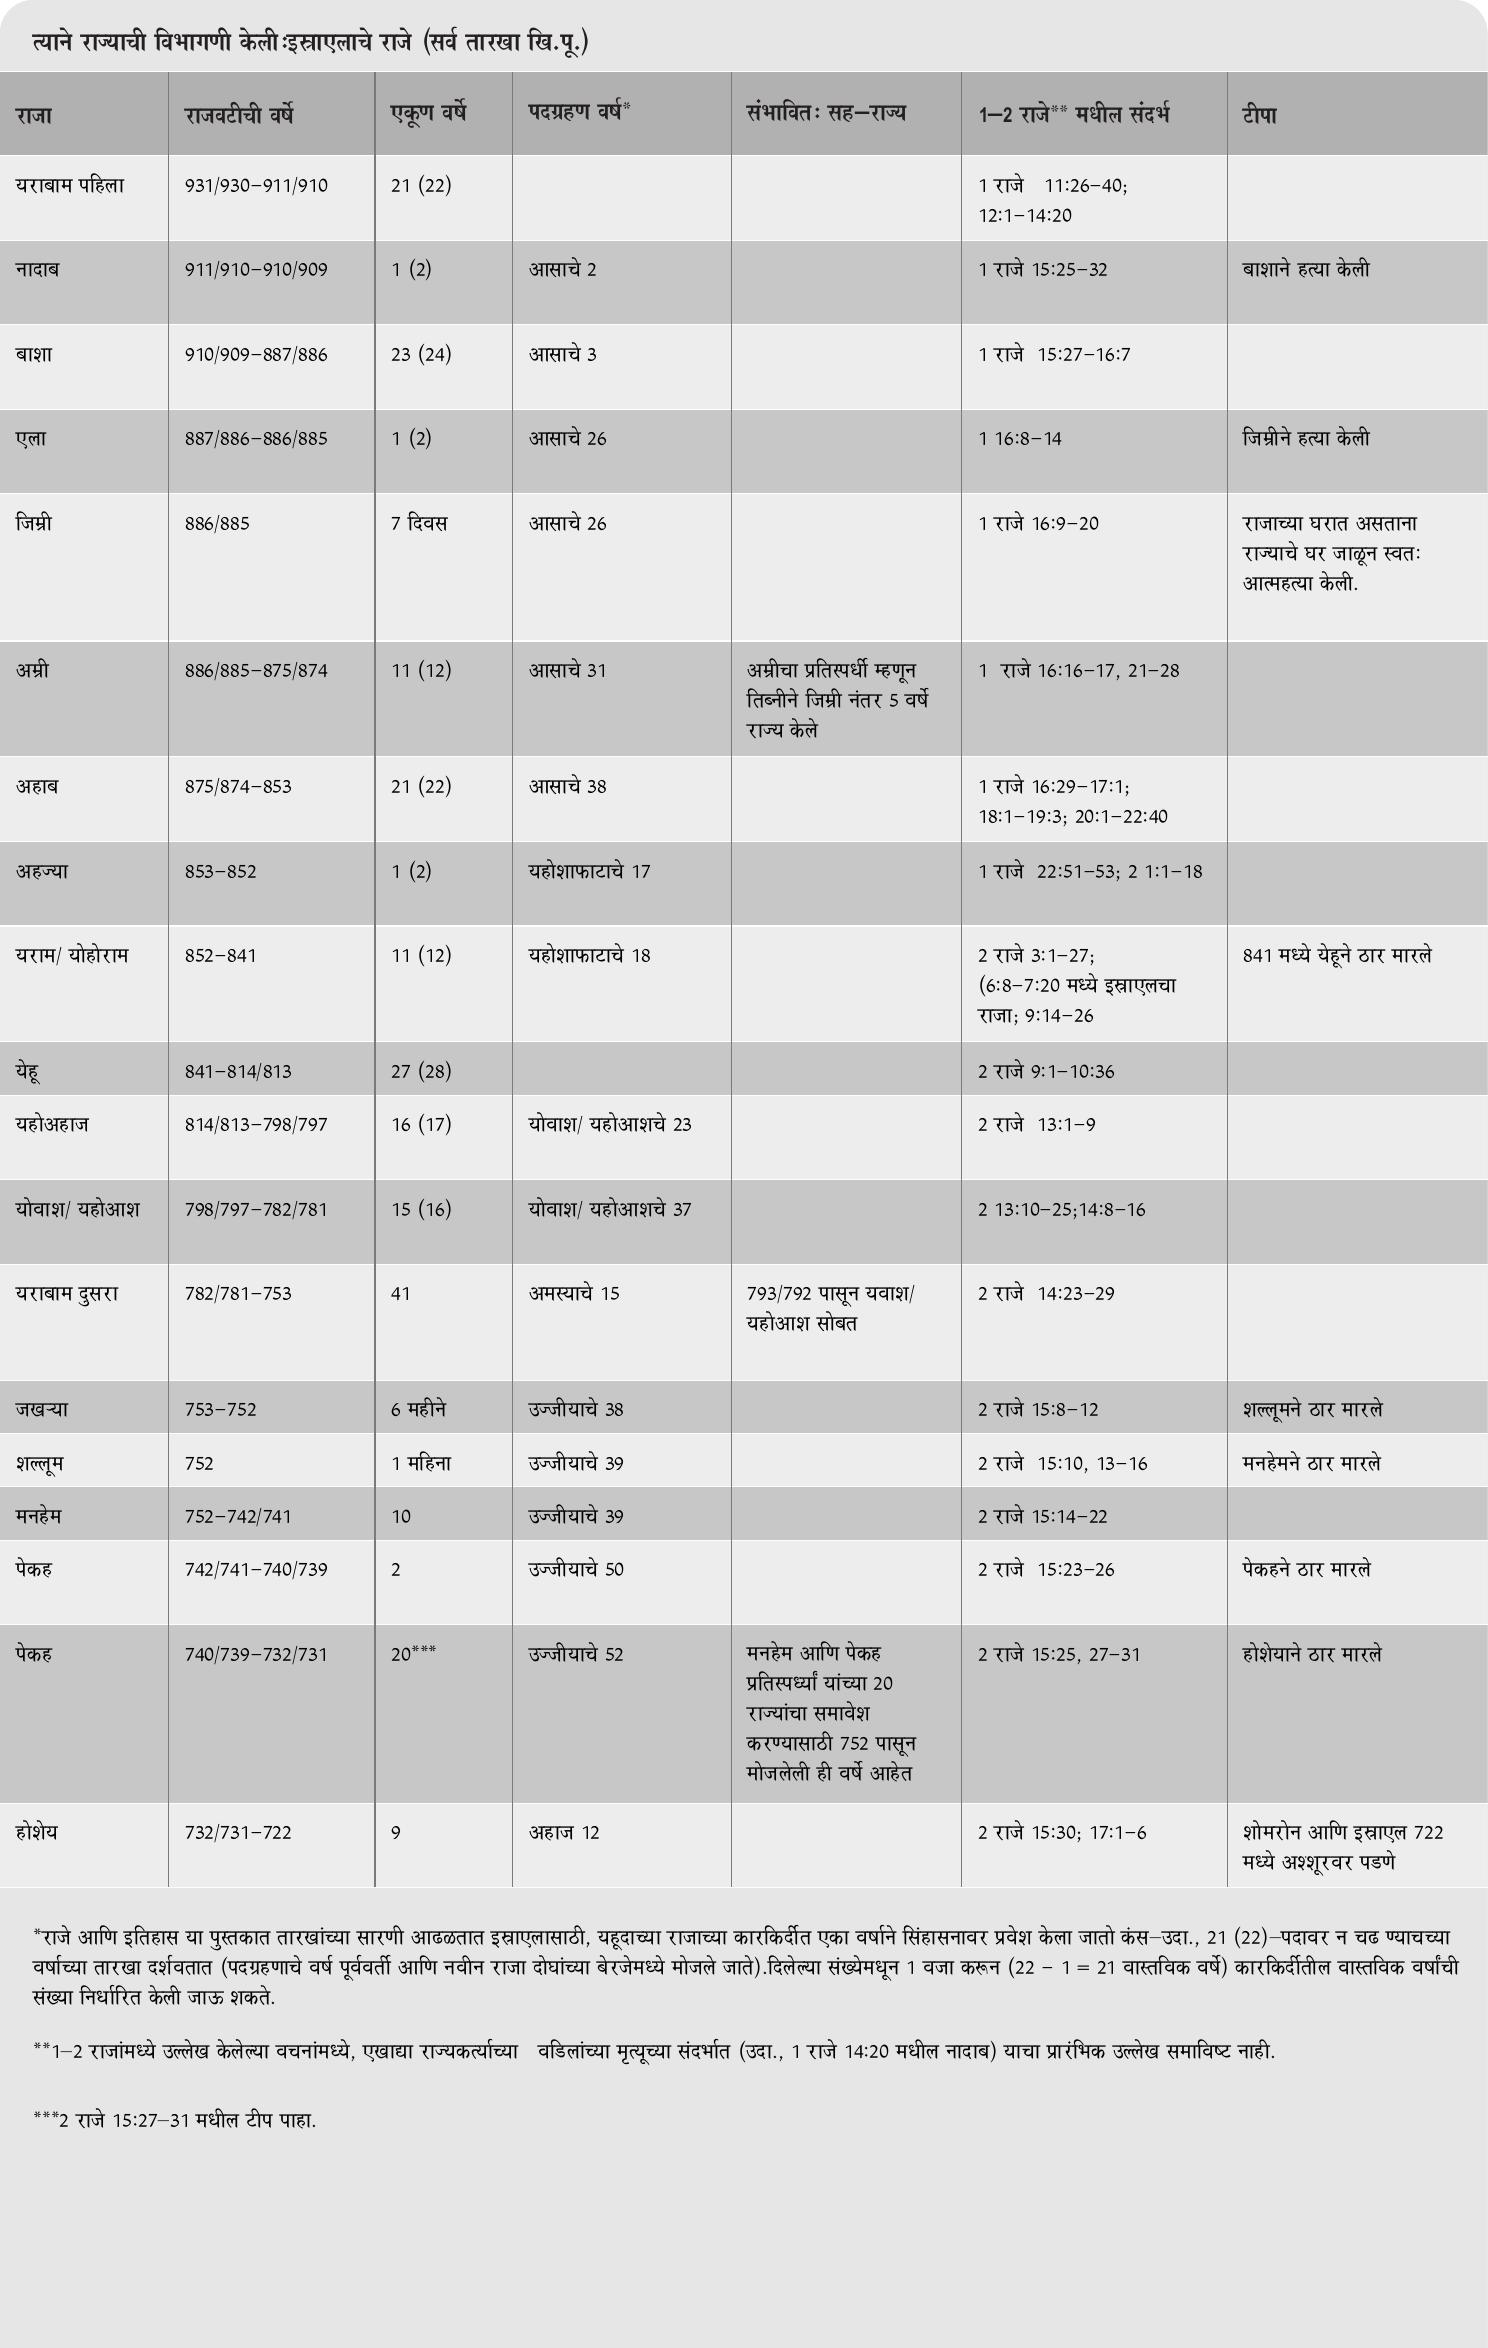 त्याने राज्याची विभागणी केली:इस्राएलाचे राजे (सर्व तारखा खि.पू.)
राजा राजवटीची वर्षे एकूण वर्षे पदग्रहण वर्ष* संभावितः सह–राज्य 1–2 राजे** मधील संदर्भ टीपा
यराबाम पहिला 931/930–911/910 21 (22) 1 राजे 11:26–40;
12:1–14:20
नादाब 911/910–910/909 1 (2) आसाचे 2 1 राजे 15:25–32 बाशाने हत्या केली
बाशा 910/909–887/886 23 (24) आसाचे 3 1 राजे 15:27–16:7
एला 887/886–886/885 1 (2) आसाचे 26 1 16:8–14 जिम्रीने हत्या केली
जिम्री 886/885 7 दिवस आसाचे 26 1 राजे 16:9–20 राजाच्या घरात असताना
राज्याचे घर जाळून स्वतः
आत्महत्या केली.
अम्री 886/885–875/874 11 (12) आसाचे 31 अम्रीचा प्रतिस्पर्धी म्हणून 1 राजे 16:16–17, 21–28
तिब्नीने जिम्री नंतर 5 वर्षे
राज्य केले
अहाब 875/874–853 21 (22) आसाचे 38 1 राजे 16:29–17:1;
18:1–19:3; 20:1–22:40
अहज्या 853–852 1 (2) यहोशाफाटाचे 17 1 राजे 22:51–53; 2 1:1–18
यराम/ योहोराम 852–841 11 (12) यहोशाफाटाचे 18 2 राजे 3:1–27; 841 मध्ये येहूने ठार मारले
(6:8–7:20 मध्ये इस्राएलचा
राजा; 9:14–26
येहू 841–814/813 27 (28) 2 राजे 9:1–10:36
यहोअहाज 814/813–798/797 16 (17) योवाश/ यहोआशचे 23 2 राजे 13:1–9
योवाश/ यहोआश 798/797–782/781 15 (16) योवाश/ यहोआशचे 37 2 13:10–25;14:8–16
यराबाम दुसरा 782/781–753 41 अमस्याचे 15 793/792 पासून यवाश/ 2 राजे 14:23–29
यहोआश सोबत
जखऱ्या 753–752 6 महीने उज्जीयाचे 38 2 राजे 15:8–12 शल्लूमने ठार मारले
शल्लूम 752 1 महिना उज्जीयाचे 39 2 राजे 15:10, 13–16 मनहेमने ठार मारले
मनहेम 752–742/741 10 उज्जीयाचे 39 2 राजे 15:14–22
पेकह 742/741–740/739 2 उज्जीयाचे 50 2 राजे 15:23–26 पेकहने ठार मारले
पेकह 740/739–732/731 20*** उज्जीयाचे 52 मनहेम आणि पेकह 2 राजे 15:25, 27–31 होशेयाने ठार मारले
प्रतिस्पर्ध्यां यांच्या 20
राज्यांचा समावेश
करण्यासाठी 752 पासून
मोजलेली ही वर्षे आहेत
होशेय 732/731–722 9 अहाज 12 2 राजे 15:30; 17:1–6 शोमरोन आणि इस्राएल 722
मध्ये अश्शूरवर पडणे
*राजे आणि इतिहास या पुस्तकात तारखांच्या सारणी आढळतात इस्राएलासाठी, यहूदाच्या राजाच्या कारकिर्दीत एका वर्षाने सिंहासनावर प्रवेश केला जातो कंस–उदा., 21 (22)–पदावर न चढ ण्याचच्या
वर्षाच्या तारखा दर्शवतात (पदग्रहणाचे वर्ष पूर्ववर्ती आणि नवीन राजा दोघांच्या बेरजेमध्ये मोजले जाते).दिलेल्या संख्येमधून 1 वजा करून (22 – 1 = 21 वास्तविक वर्षे) कारकिर्दीतील वास्तविक वर्षांची
संख्या निर्धारित केली जाऊ शकते.
**1–2 राजांमध्ये उल्लेख केलेल्या वचनांमध्ये, एखाद्या राज्यकर्त्याच्या वडिलांच्या मृत्यूच्या संदर्भात (उदा., 1 राजे 14:20 मधील नादाब) याचा प्रारंभिक उल्लेख समाविष्ट नाही.
***2 राजे 15:27–31 मधील टीप पाहा.